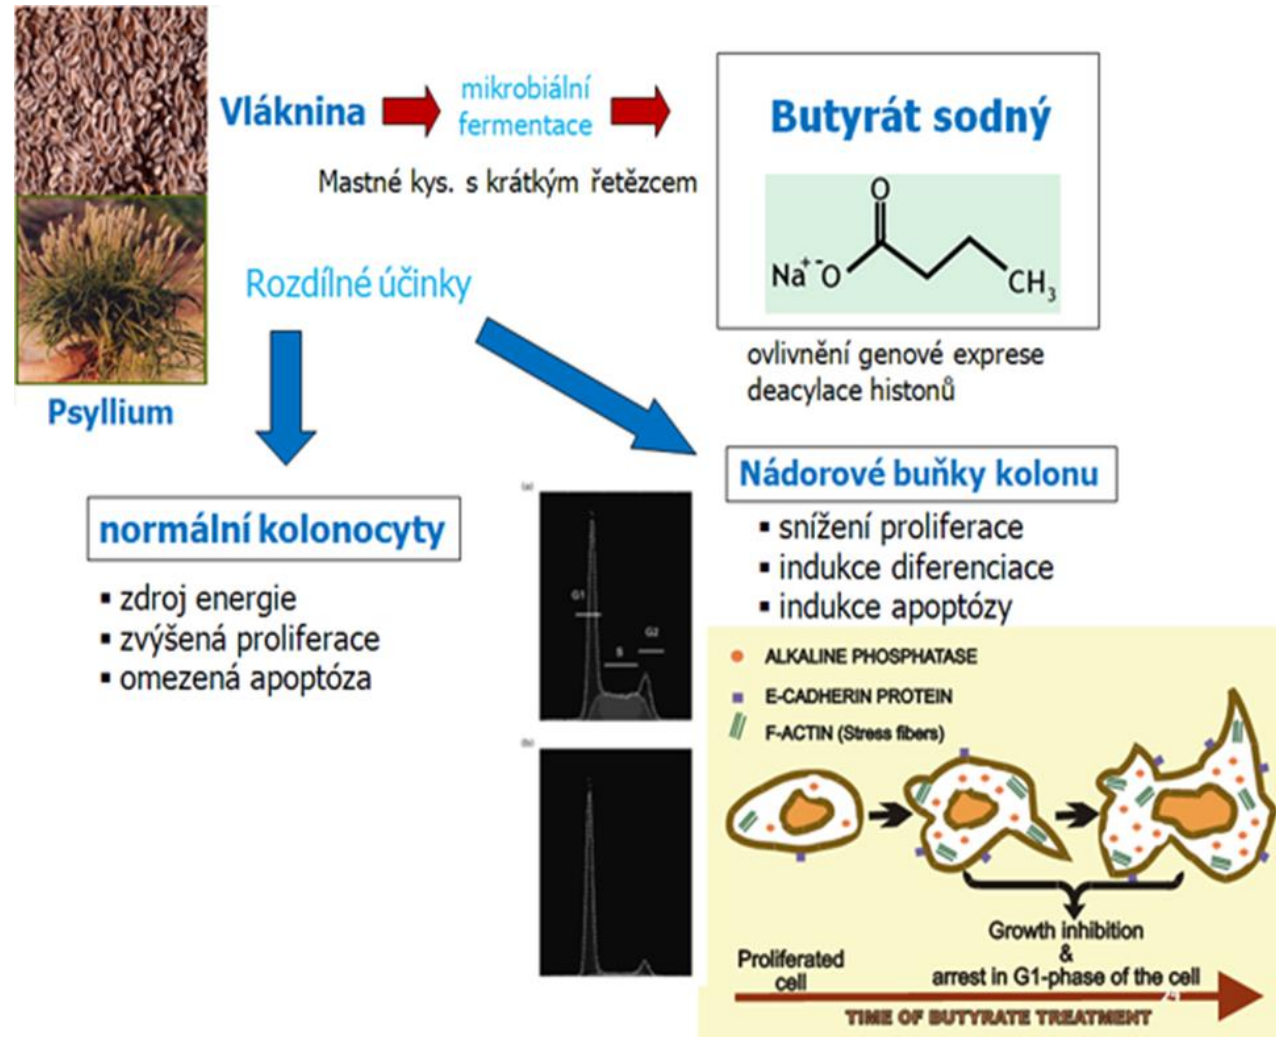 Vláknina
mikrobiální
fermentace
Mastné kys. s krátkým řetězcem
Butyrát sodný
O
Na+ -O
CH3
ovlivnění genové exprese
deacylace histonů
Rozdílné účinky
Psyllium
normální kolonocyty
▪ zdroj energie
▪ zvýšená proliferace
▪ omezená apoptóza
(a)
G1
S
G2
(b)
Nádorové buňky kolonu
▪ snížení proliferace
▪ indukce diferenciace
▪ indukce apoptózy
ALKALINE PHOSPHATASE
E-CADHERIN PROTEIN
F-ACTIN (Stress fibers)
Growth inhibition
&
arrest in G1-phase of the cell
Proliferated
cell
TIME OF BUTYRATE TREATMENT